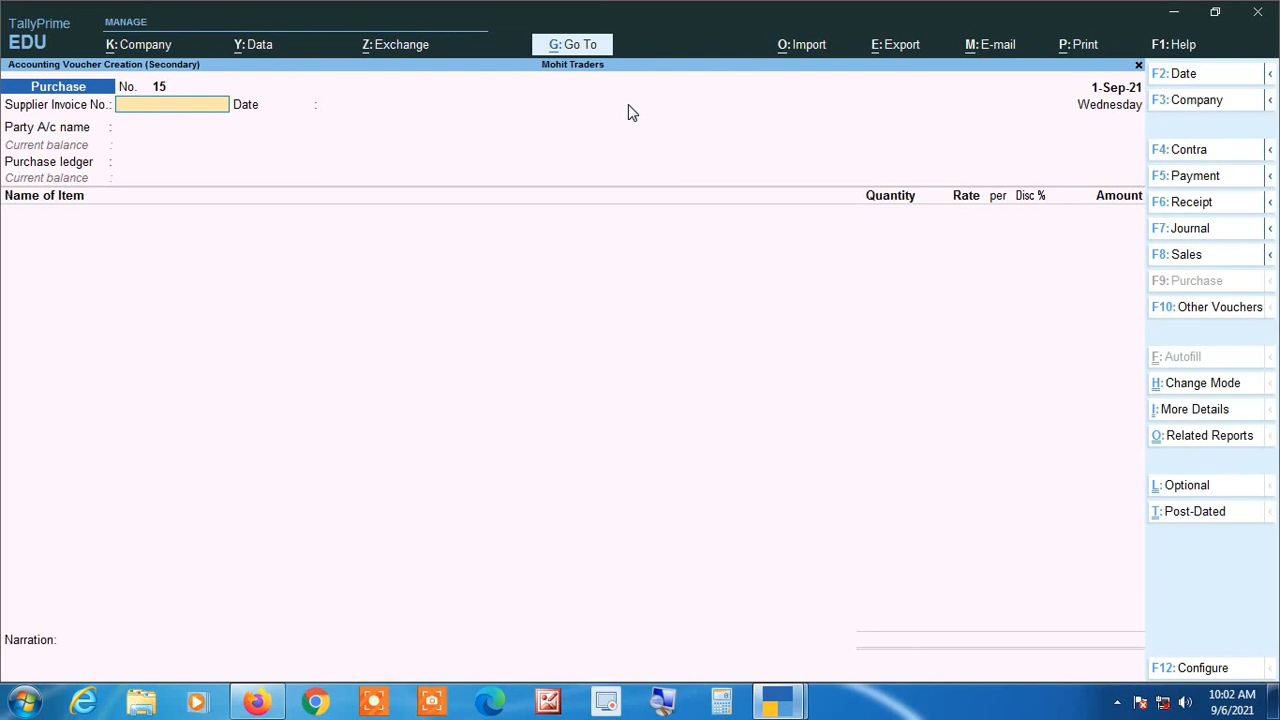 TallyPrime
EDU
MANAGE
K: Company
Y: Data
Z: Exchange
G: Go To
O: Import
E: Export
M: E-mail
P: Print
F1: Help
Accounting Voucher Creation (Secondary)
Mohit Traders
Purchase No. 15
1-Sep-21
Supplier Invoice No.: Date :
Wednesday
Party A/c name :
Current balance :
Purchase ledger :
Current balance :
Name of Item Quantity Rate per Disc % Amount
Narration:
F2: Date
F3: Company
F4: Contra
F5: Payment
F6: Receipt
F7: Journal
F8: Sales
F9: Purchase
F10: Other Vouchers
F: Autofill
H: Change Mode
I: More Details
O: Related Reports
L: Optional
T: Post-Dated
F12: Configure
10:02 AM
9/6/2021